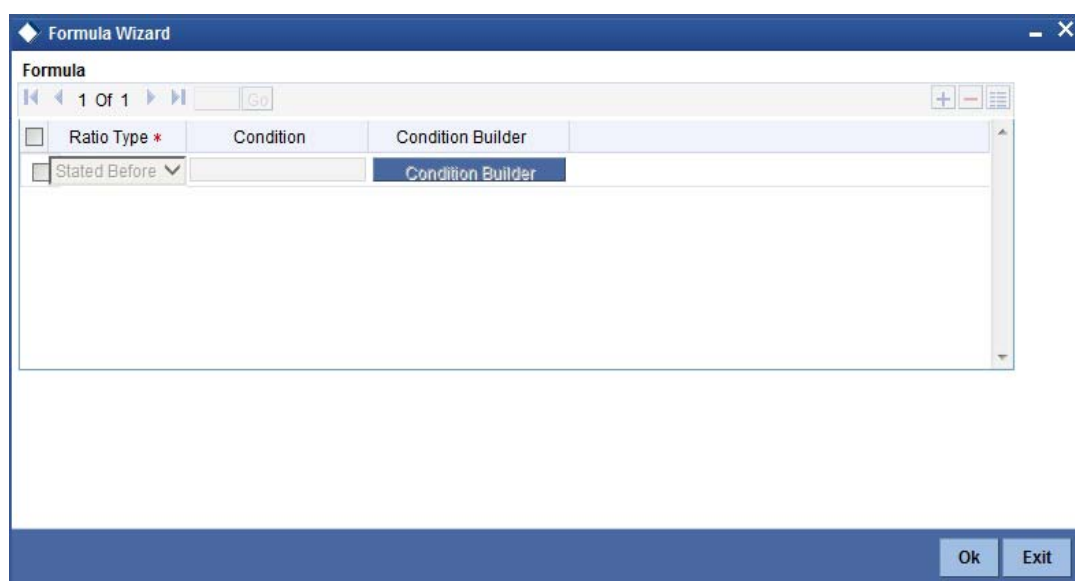 Formula Wizard
Formula
1 Of 1 Go
Ratio Type * Condition Condition Builder
Stated Before Condition Builder
Ok Exit